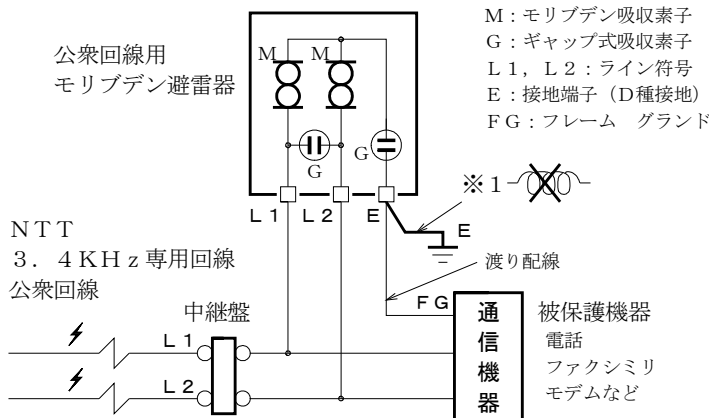 M：モリブデン吸収素子
G：ギャップ式吸収素子
L１，L２：ライン符号
E：接地端子（D種接地）
FG：フレーム　グランド
公衆回線用
モリブデン避雷器
M
M
G
G
L１
L２
E
※１
E
NTT
３．４KHｚ専用回線
公衆回線
渡り配線
中継盤
FG
通信機器
被保護機器
電話
ファクシミリ
モデムなど
L１
L２